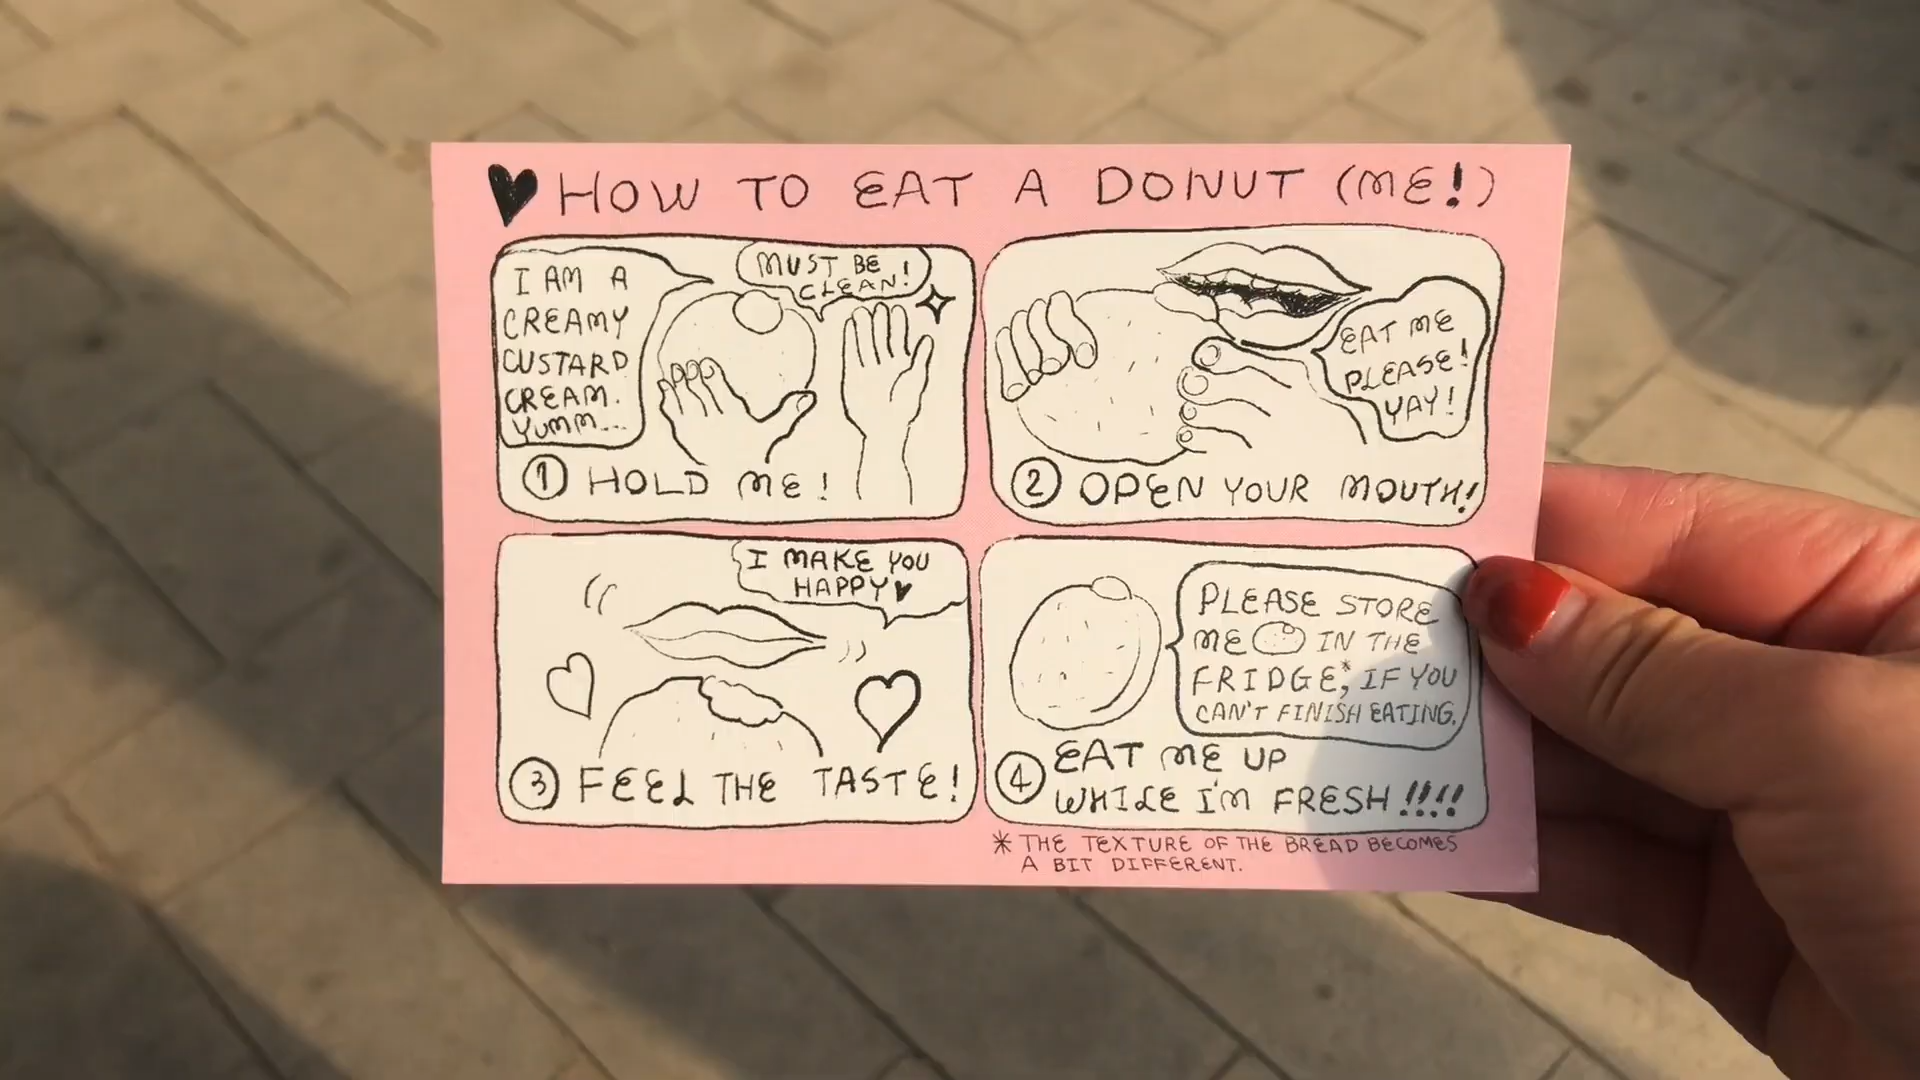 ♥ HOW TO EAT A DONUT (ME!)
I AM A
CREAMY
CUSTARD
CREAM.
YUMM...
MUST BE
CLEAN!
1 HOLD ME!
EAT ME
PLEASE!
YAY!
2 OPEN YOUR MOUTH!
I MAKE YOU
HAPPY ♥
3 FEEL THE TASTE!
PLEASE STORE
ME IN THE
FRIDGE*, IF YOU
CAN'T FINISH EATING.
4 EAT ME UP
WHILE I'M FRESH!!!!
* THE TEXTURE OF THE BREAD BECOMES
A BIT DIFFERENT.